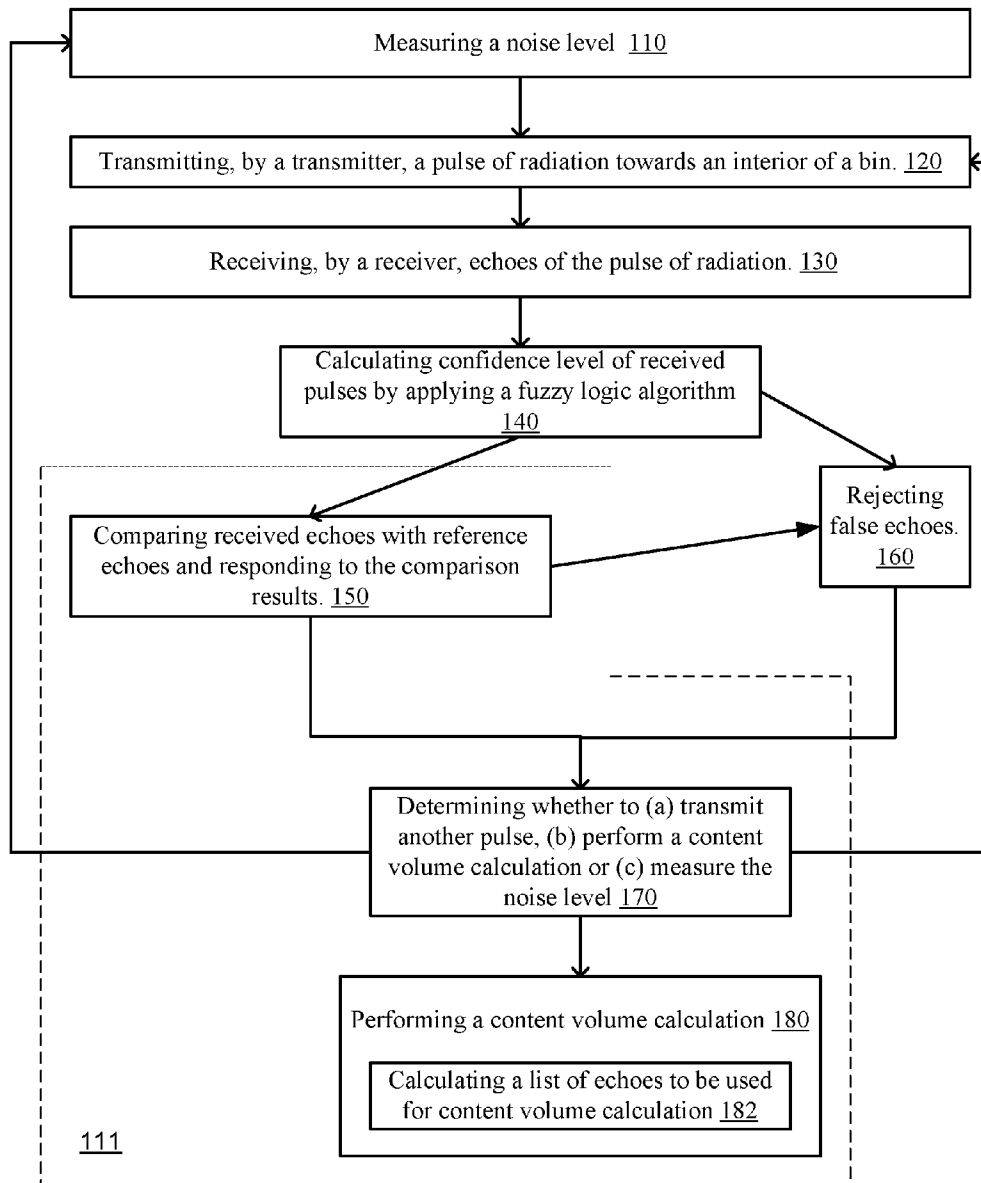 Measuring a noise level 110
Transmitting, by a transmitter, a pulse of radiation towards an interior of a bin. 120
Receiving, by a receiver, echoes of the pulse of radiation. 130
Calculating confidence level of received
pulses by applying a fuzzy logic algorithm
140
Comparing received echoes with reference
echoes and responding to the comparison
results. 150
Rejecting
false echoes.
160
Determining whether to (a) transmit
another pulse, (b) perform a content
volume calculation or (c) measure the
noise level 170
Performing a content volume calculation 180
Calculating a list of echoes to be used
for content volume calculation 182
111